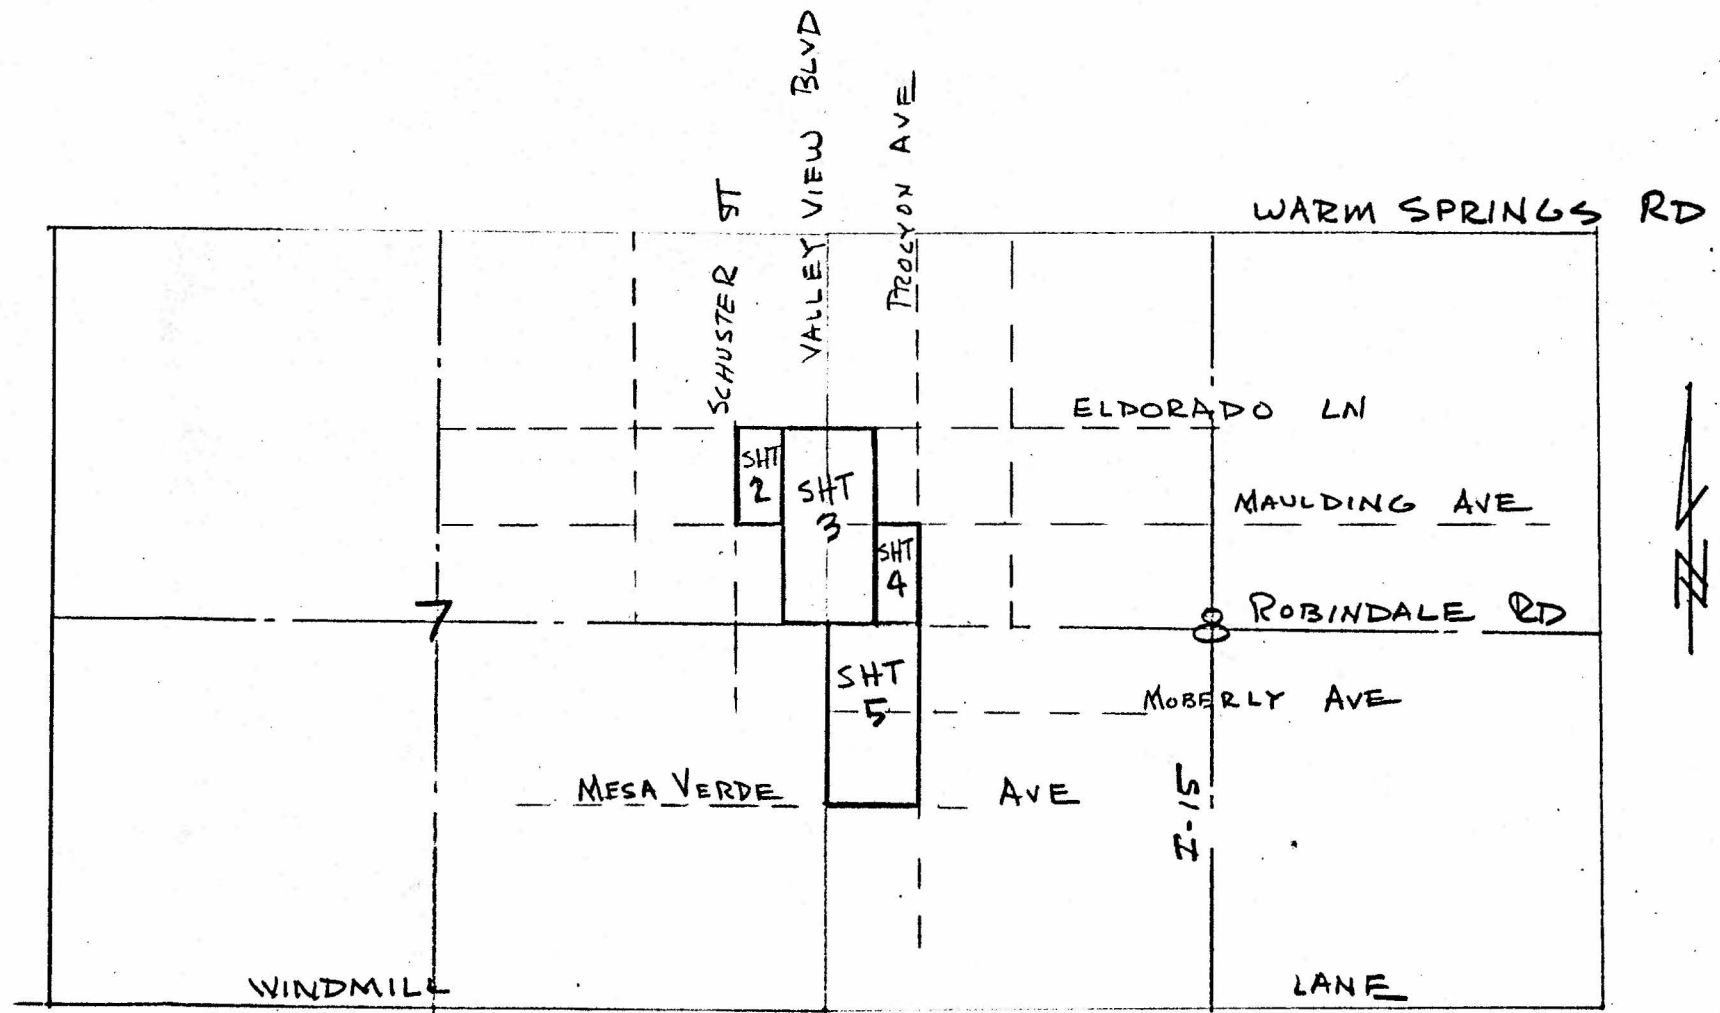 SCHUSTER ST
VALLEY VIEW BLVD
PROCYON AVE
WARM SPRINGS RD
ELDORADO LN
SHT
2
SHT
3
MAULDING AVE
SHT
4
7
8
ROBINDALE RD
SHT
5
MOBERLY AVE
MESA VERDE AVE
I-15
WINDMILL LANE
N